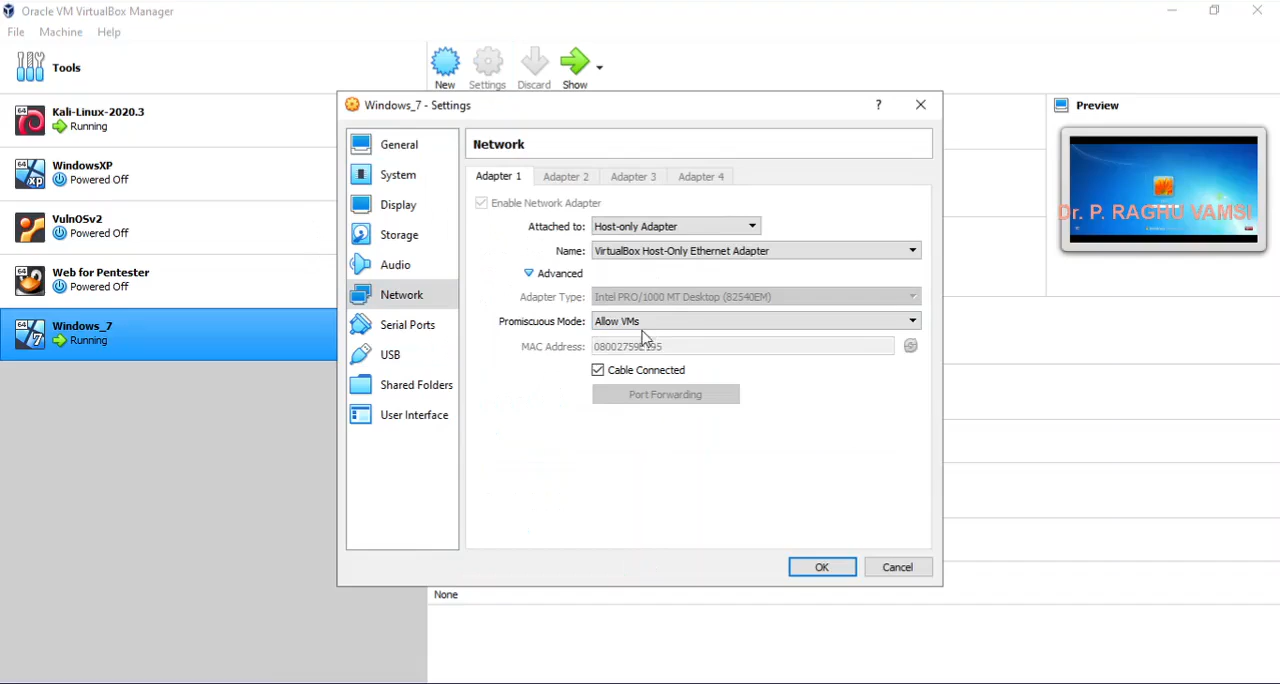 Oracle VM VirtualBox Manager
File Machine Help
Tools
New Settings Discard Show
Kali-Linux-2020.3
Running
WindowsXP
Powered Off
VulnOSv2
Powered Off
Web for Pentester
Powered Off
Windows_7
Running
Windows_7 - Settings
?
General
System
Display
Storage
Audio
Network
Serial Ports
USB
Shared Folders
User Interface
Network
Adapter 1 Adapter 2 Adapter 3 Adapter 4
Enable Network Adapter
Attached to: Host-only Adapter
Name: VirtualBox Host-Only Ethernet Adapter
Advanced
Adapter Type: Intel PRO/1000 MT Desktop (82540EM)
Promiscuous Mode: Allow VMs
MAC Address:
Cable Connected
Port Forwarding
OK Cancel
None
Preview
Dr. P. RAGHU VAMSI